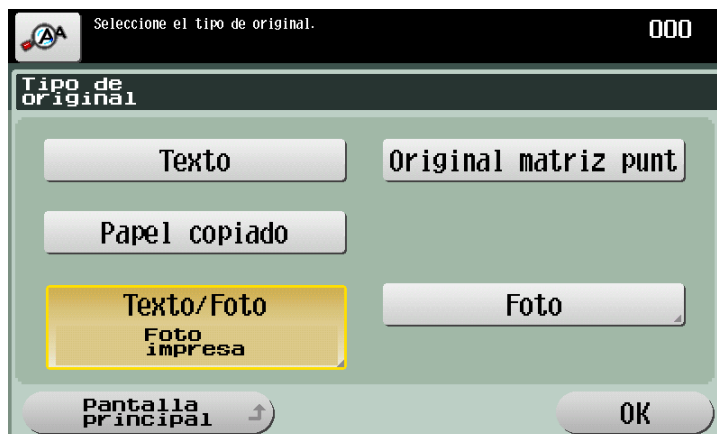 Seleccione el tipo de original.
000
Tipo de
original
Texto
Original matriz punt
Papel copiado
Texto/Foto
Foto
impresa
Foto
Pantalla
principal
OK